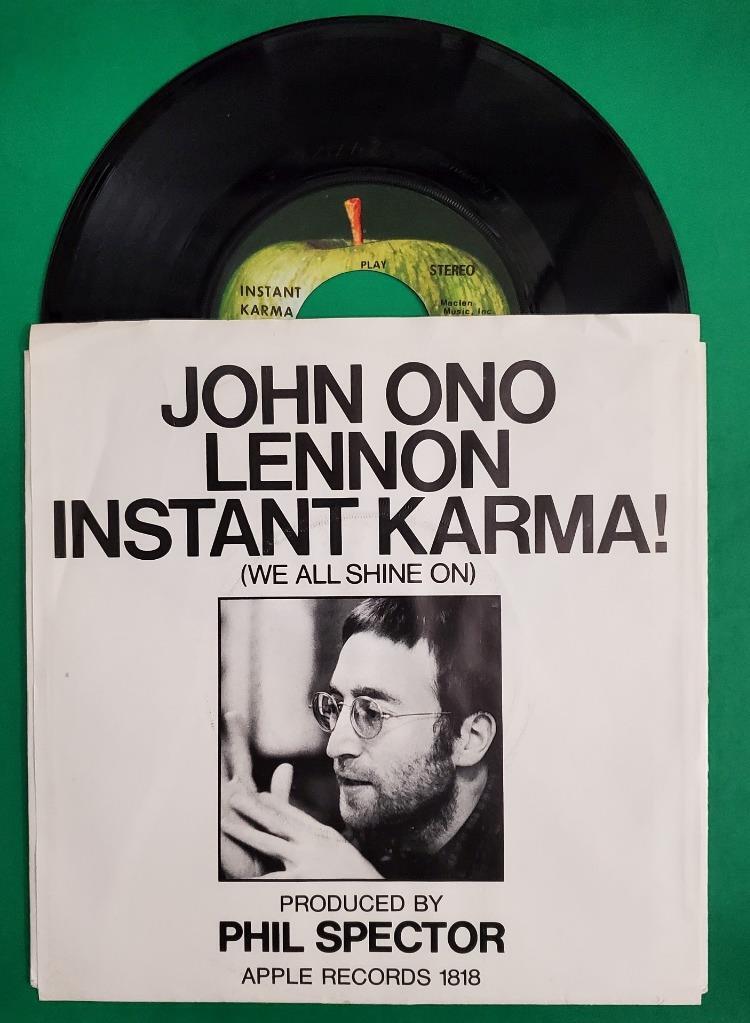 PLAY
STEREO
INSTANT
KARMA
Maclen
Music, Inc.
JOHN ONO
LENNON
INSTANT KARMA!
(WE ALL SHINE ON)
PRODUCED BY
PHIL SPECTOR
APPLE RECORDS 1818